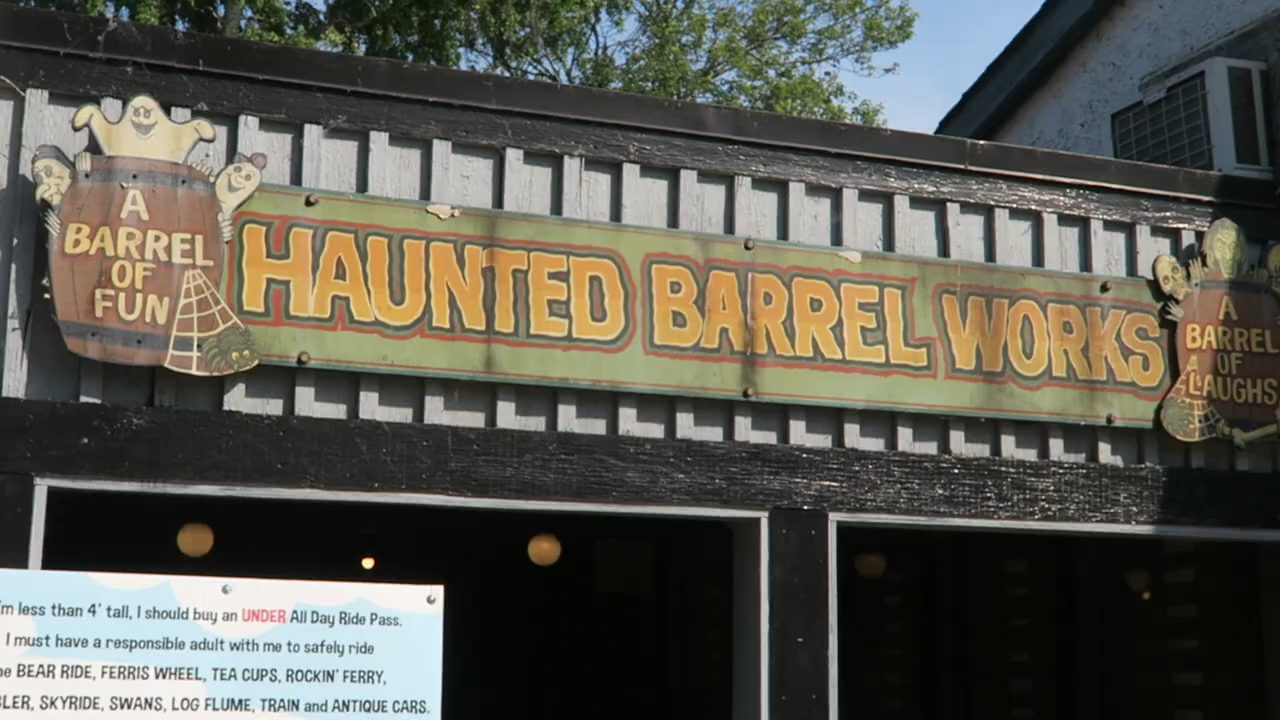 A
BARREL
OF
FUN
HAUNTED BARREL WORKS
A
BARREL
OF
LAUGHS
less than 4' tall, I should buy an UNDER All Day Ride Pass.
I must have a responsible adult with me to safely ride
BEAR RIDE, FERRIS WHEEL, TEA CUPS, ROCKIN' FERRY,
SKYRIDE, SWANS, LOG FLUME, TRAIN and ANTIQUE CARS.